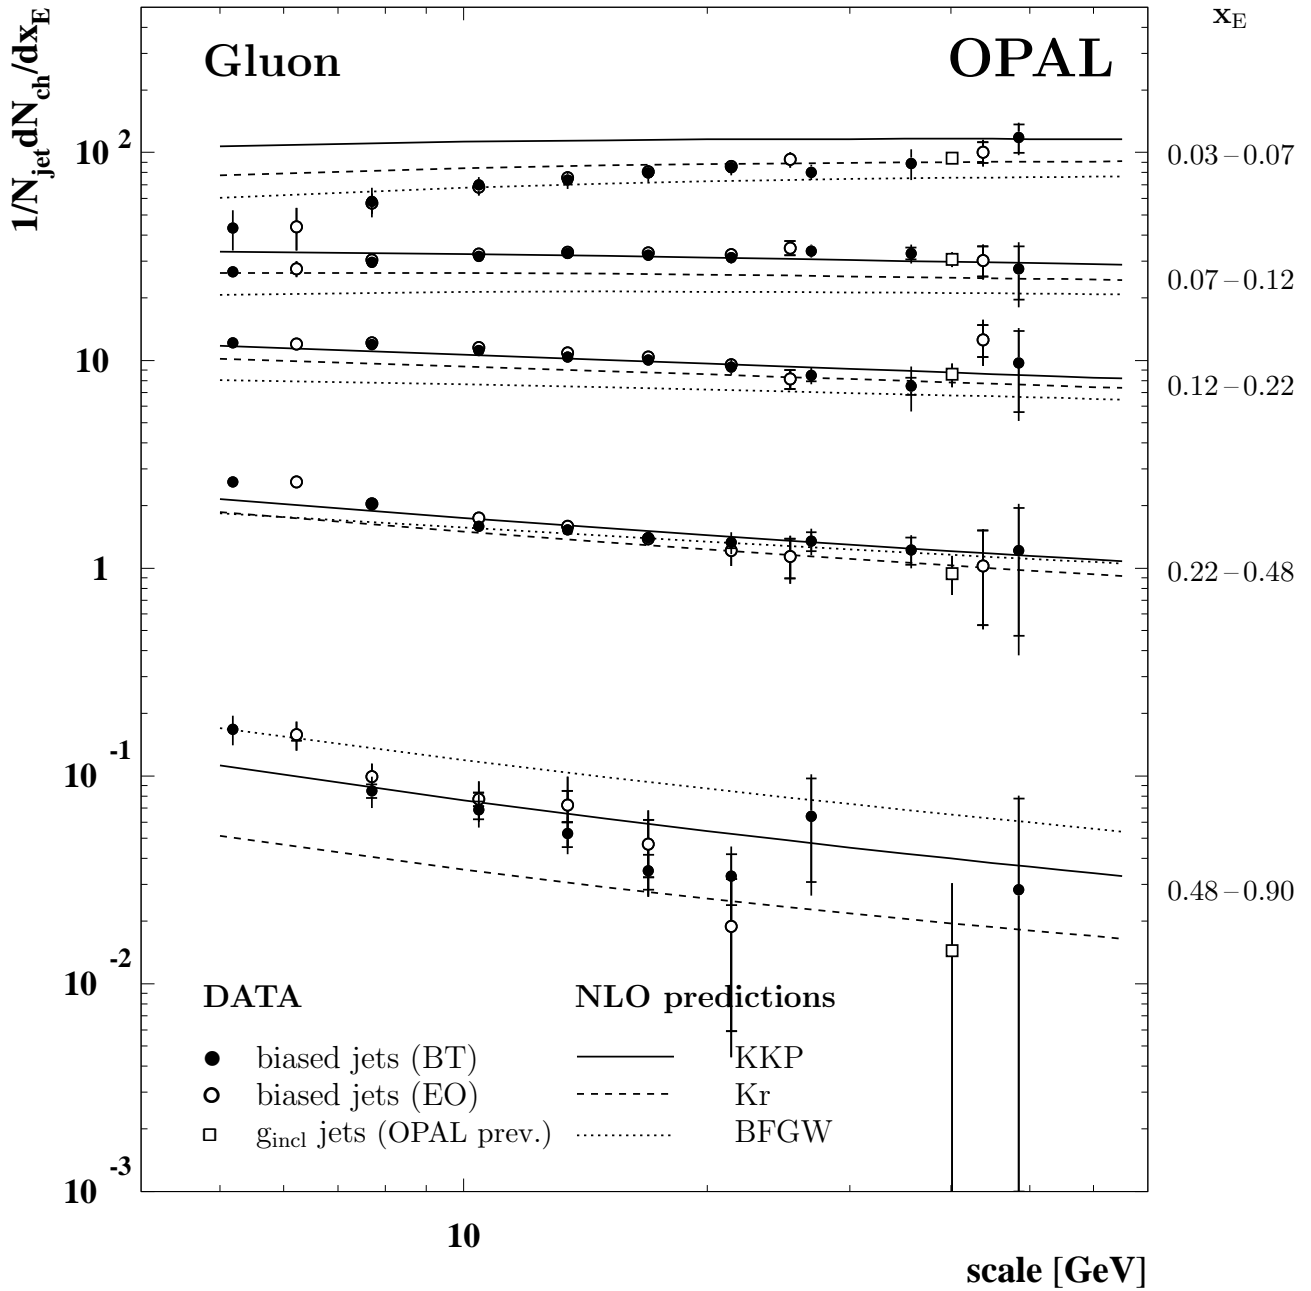 1/N_jet dN_ch/dx_E
x_E
Gluon
OPAL
10 2
0.03 – 0.07
0.07 – 0.12
10
0.12 – 0.22
1
0.22 – 0.48
10 -1
0.48 – 0.90
10 -2
DATA
NLO predictions
biased jets (BT)
KKP
biased jets (EO)
Kr
g_incl jets (OPAL prev.)
BFGW
10 -3
10
scale [GeV]